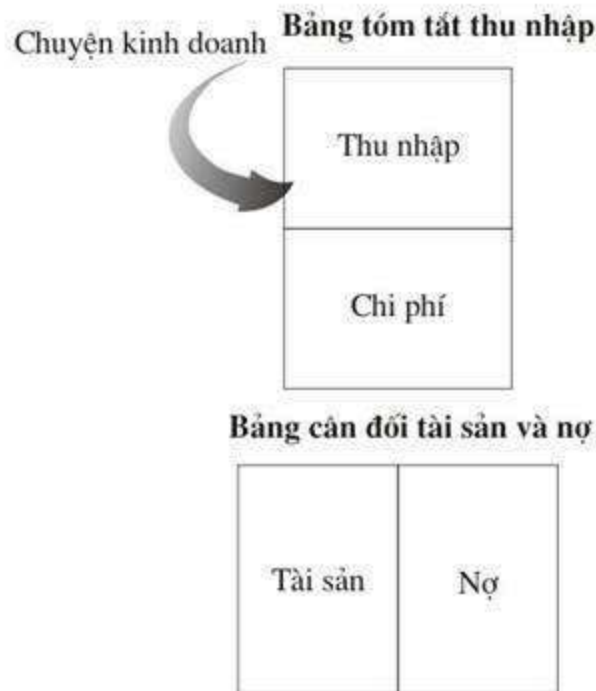 Bảng tóm tắt thu nhập
Chuyện kinh doanh
Thu nhập
Chi phí
Bảng cân đối tài sản và nợ
Tài sản
Nợ